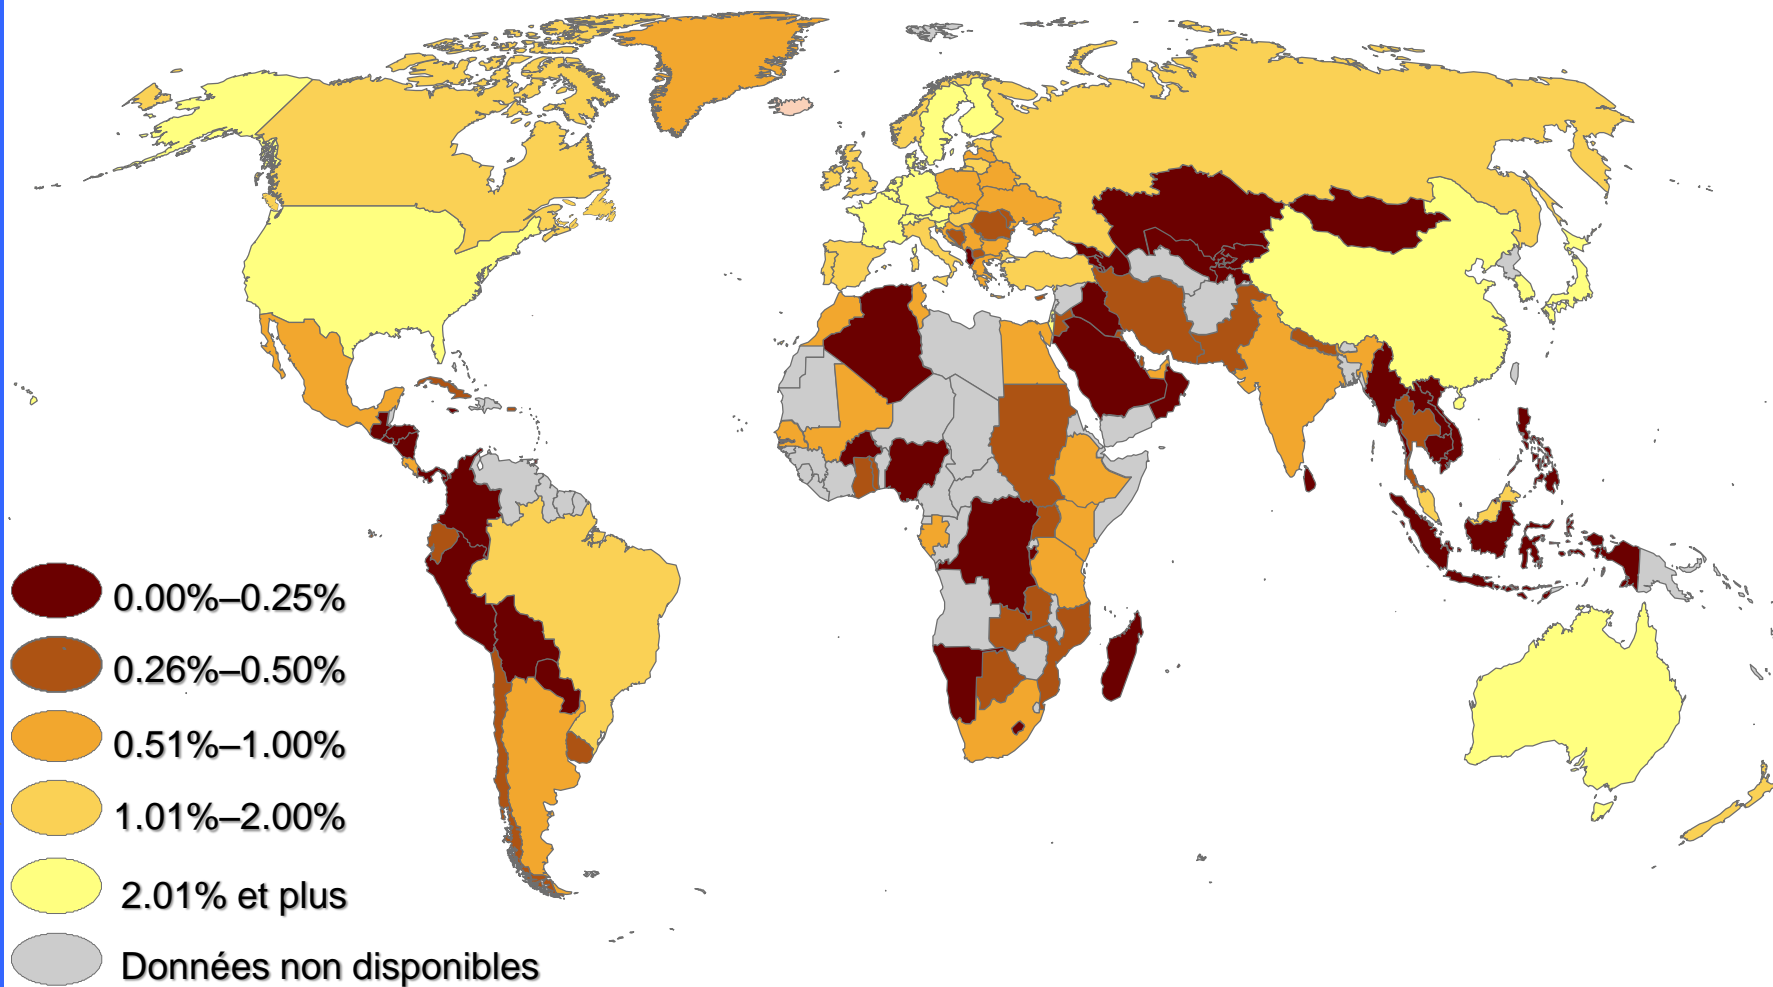 0.00%–0.25%
0.26%–0.50%
0.51%–1.00%
1.01%–2.00%
2.01% et plus
Données non disponibles